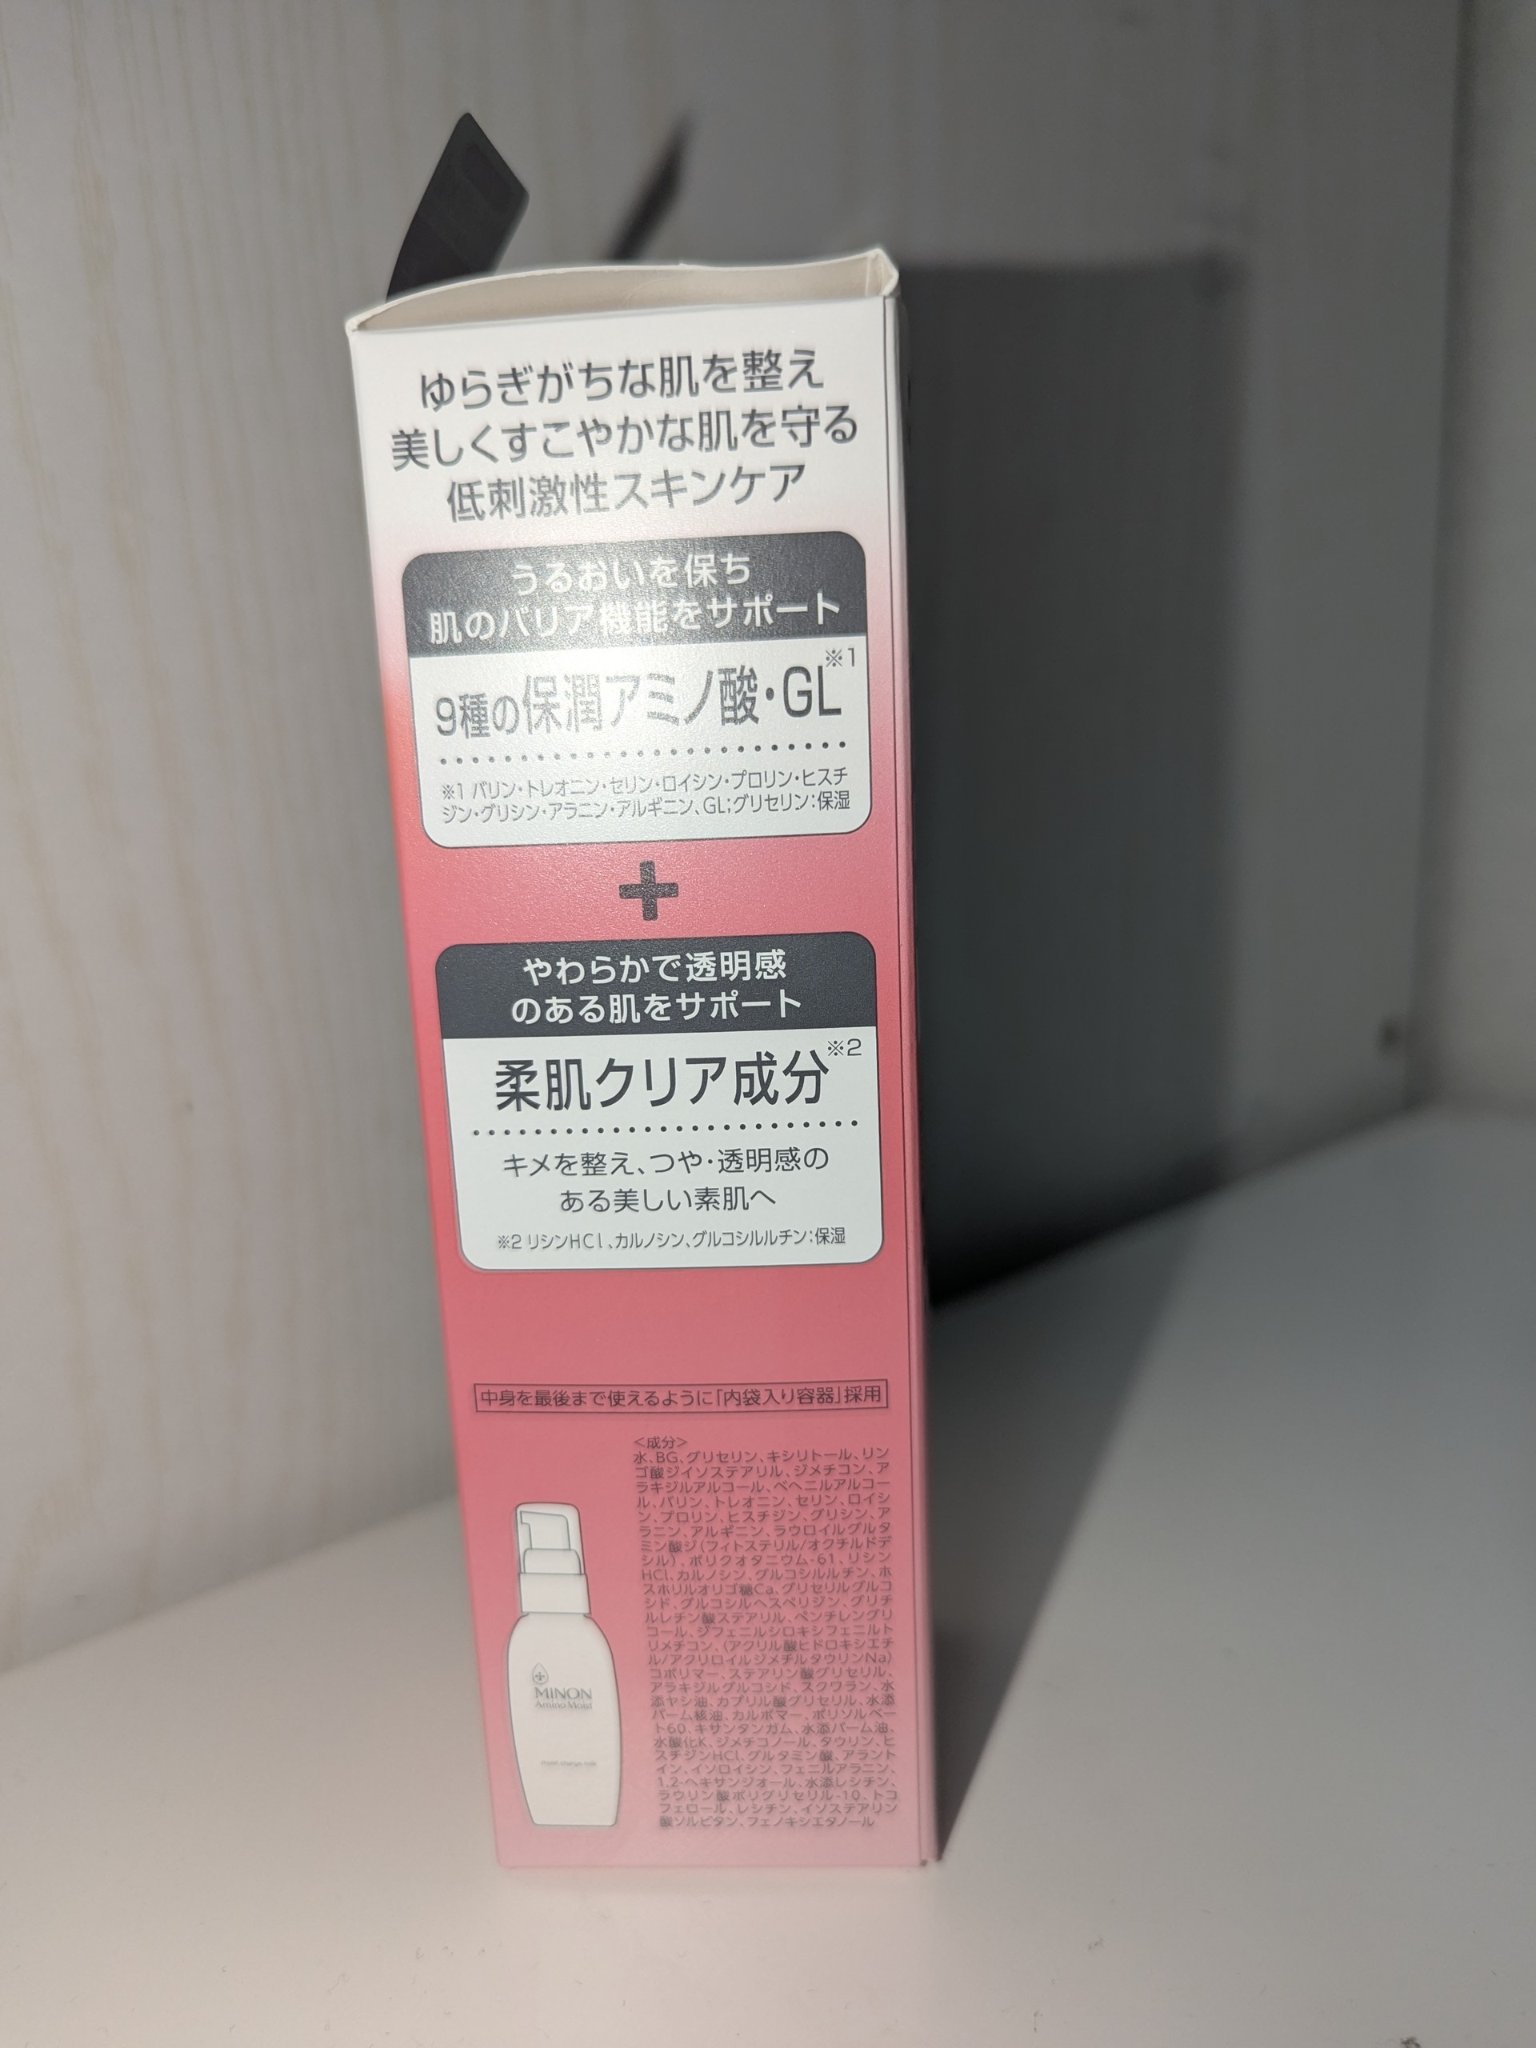 ゆらぎがちな肌を整え
美しくすこやかな肌を守る
低刺激性スキンケア
うるおいを保ち
肌のバリア機能をサポート
9種の保潤アミノ酸・GL※1
※1 バリン・トレオニン・セリン・ロイシン・プロリン・ヒスチ
ジン・グリシン・アラニン・アルギニン、GL;グリセリン:保湿
+
やわらかで透明感
のある肌をサポート
柔肌クリア成分※2
キメを整え、つや・透明感の
ある美しい素肌へ
※2 リシンHCl、カルノシン、グルコシルルチン:保湿
中身を最後まで使えるように「内袋入り容器」採用
<成分>
水、BG、グリセリン、キシリトール、リン
ゴ酸ジイソステアリル、ジメチコン、ア
ラキジルアルコール、ベヘニルアルコー
ル、バリン、トレオニン、セリン、ロイシ
ン、プロリン、ヒスチジン、グリシン、ア
ラニン、アルギニン、ラウロイルグルタ
ミン酸ジ(フィトステリル/オクチルドデ
シル)、ポリクオタニウム-61、リシン
HCl、カルノシン、グルコシルルチン、ホ
スホリルオリゴ糖Ca、グリセリルグルコ
シド、グルコシルヘスペリジン、グリチ
ルレチン酸ステアリル、ペンチレングリ
コール、ジフェニルシロキシフェニルト
リメチコン、(アクリル酸ヒドロキシエチ
ル/アクリロイルジメチルタウリンNa)
コポリマー、ステアリン酸グリセリル、
アラキジルグルコシド、スクワラン、水
添ヤシ油、カプリル酸グリセリル、水添
パーム核油、カルボマー、ポリソルベー
ト60、キサンタンガム、水添パーム油、
水酸化K、ジメチコノール、タウリン、ヒ
スチジンHCl、グルタミン酸、アラント
イン、イソロイシン、フェニルアラニン、
1,2-ヘキサンジオール、水添レシチン、
ラウリン酸ポリグリセリル-10、トコ
フェロール、レシチン、イソステアリン
酸ソルビタン、フェノキシエタノール
MINON
Amino Moist